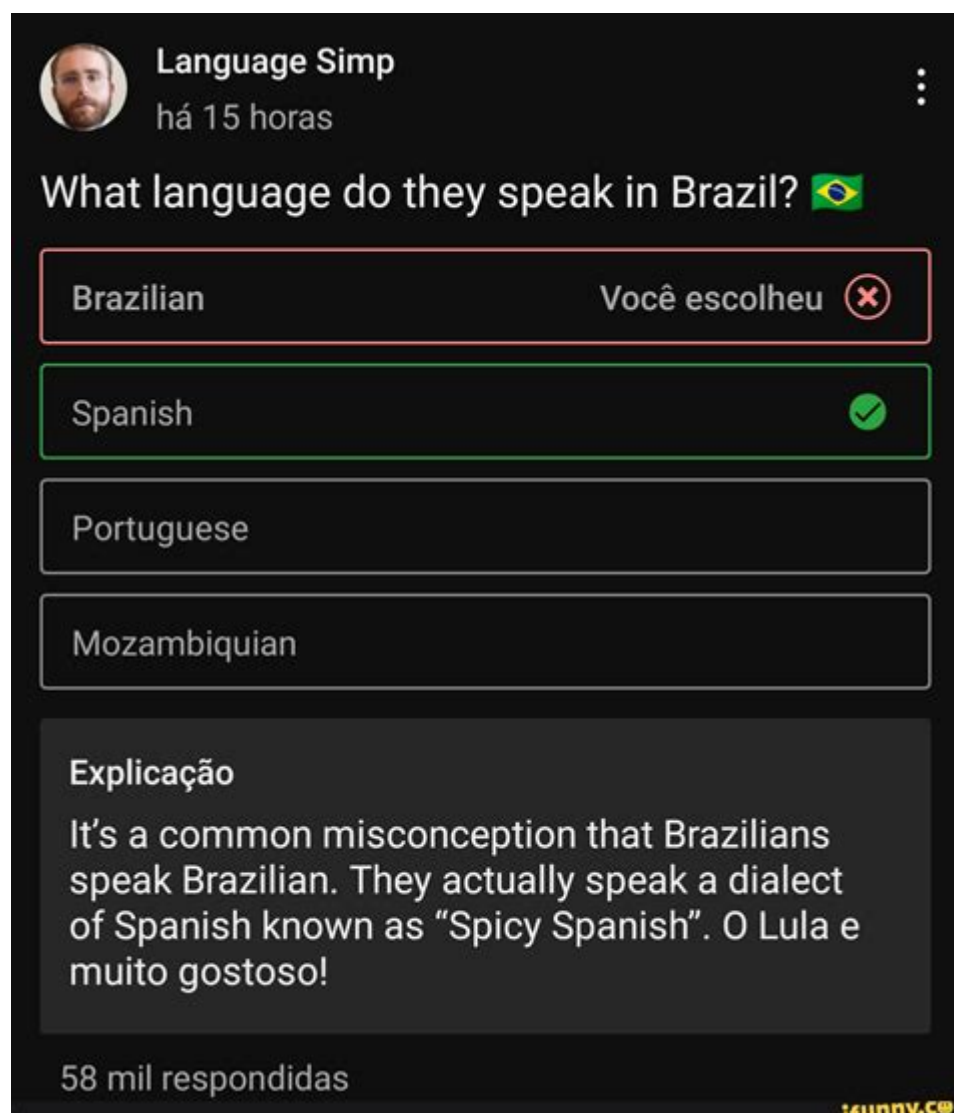 Language Simp
há 15 horas
What language do they speak in Brazil? 🇧🇷
Brazilian Você escolheu
Spanish
Portuguese
Mozambiquian
Explicação
It's a common misconception that Brazilians
speak Brazilian. They actually speak a dialect
of Spanish known as “Spicy Spanish”. O Lula e
muito gostoso!
58 mil respondidas